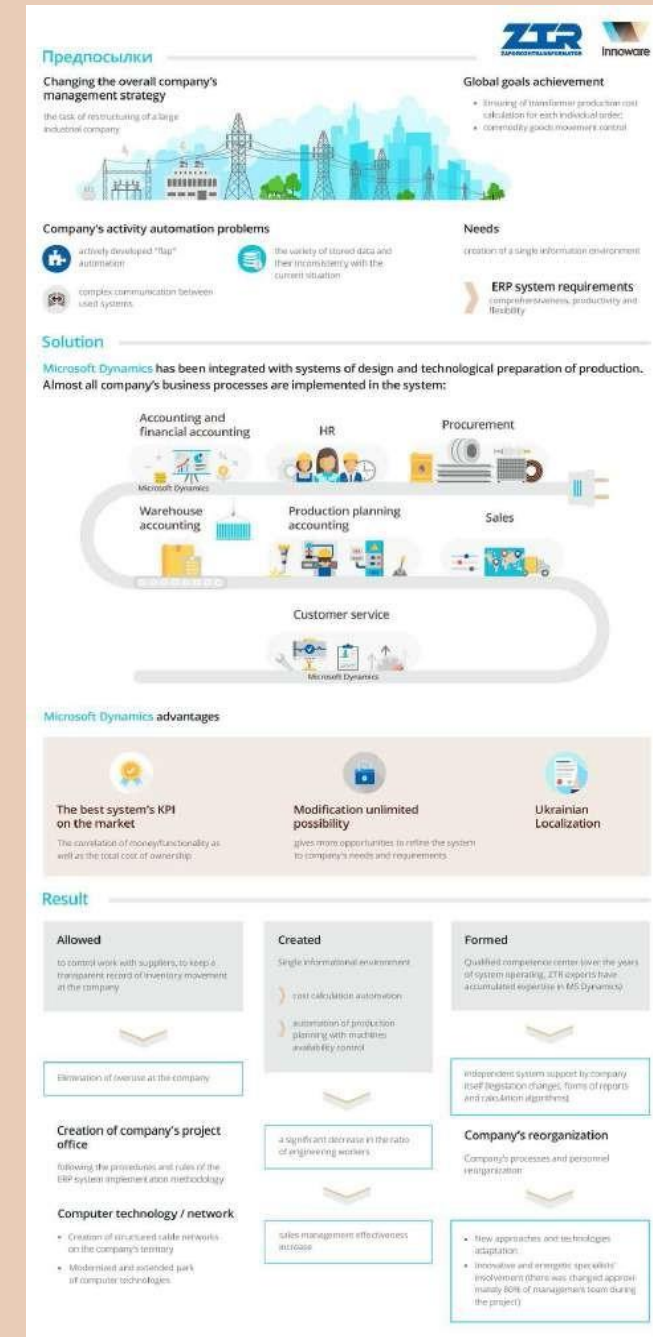 ZTR
ZAPOROZHTRANSFORMATOR
Innoware
Предпосылки
Changing the overall company's
management strategy
the task of restructuring of a large
industrial company
Global goals achievement
• Ensuring of transformer production cost
calculation for each individual order;
• commodity goods movement control
Company's activity automation problems
actively developed "flap"
automation
the variety of stored data and
their inconsistency with the
current situation
complex communication between
used systems
Needs
creation of a single information environment
ERP system requirements
comprehensiveness, productivity and
flexibility
Solution
Microsoft Dynamics has been integrated with systems of design and technological preparation of production.
Almost all company's business processes are implemented in the system:
Accounting and
financial accounting
HR
Procurement
Microsoft Dynamics
Warehouse
accounting
Production planning
accounting
Sales
Customer service
Microsoft Dynamics
Microsoft Dynamics advantages
The best system's KPI
on the market
The correlation of money/functionality as
well as the total cost of ownership
Modification unlimited
possibility
gives more opportunities to refine the system
to company's needs and requirements
Ukrainian
Localization
Result
Allowed
to control work with suppliers, to keep a
transparent record of inventory movement
at the company
Elimination of overuse at the company
Creation of company's project
office
following the procedures and rules of the
ERP system implementation methodology
Computer technology / network
• Creation of structured cable networks
on the company's territory
• Modernized and extended park
of computer technologies
Created
Single informational environment
cost calculation automation
automation of production
planning with machines
availability control
a significant decrease in the ratio
of engineering workers
sales management effectiveness
increase
Formed
Qualified competence center (over the years
of system operating, ZTR experts have
accumulated expertise in MS Dynamics)
independent system support by company
itself (legislation changes, forms of reports
and calculation algorithms)
Company's reorganization
Company's processes and personnel
reorganization
• New approaches and technologies
adaptation
• Innovative and energetic specialists'
involvement (there was changed approxi-
mately 80% of management team during
the project)